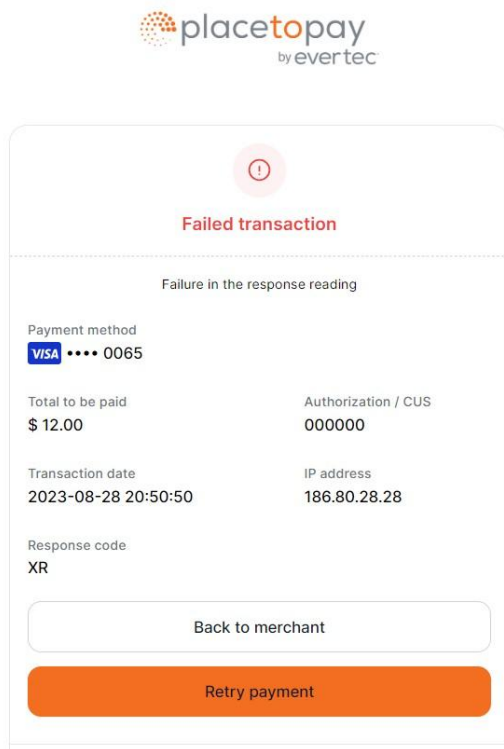 placetopay
by evertec
Failed transaction
Failure in the response reading
Payment method
VISA •••• 0065
Total to be paid
Authorization / CUS
$ 12.00
000000
Transaction date
IP address
2023-08-28 20:50:50
186.80.28.28
Response code
XR
Back to merchant
Retry payment